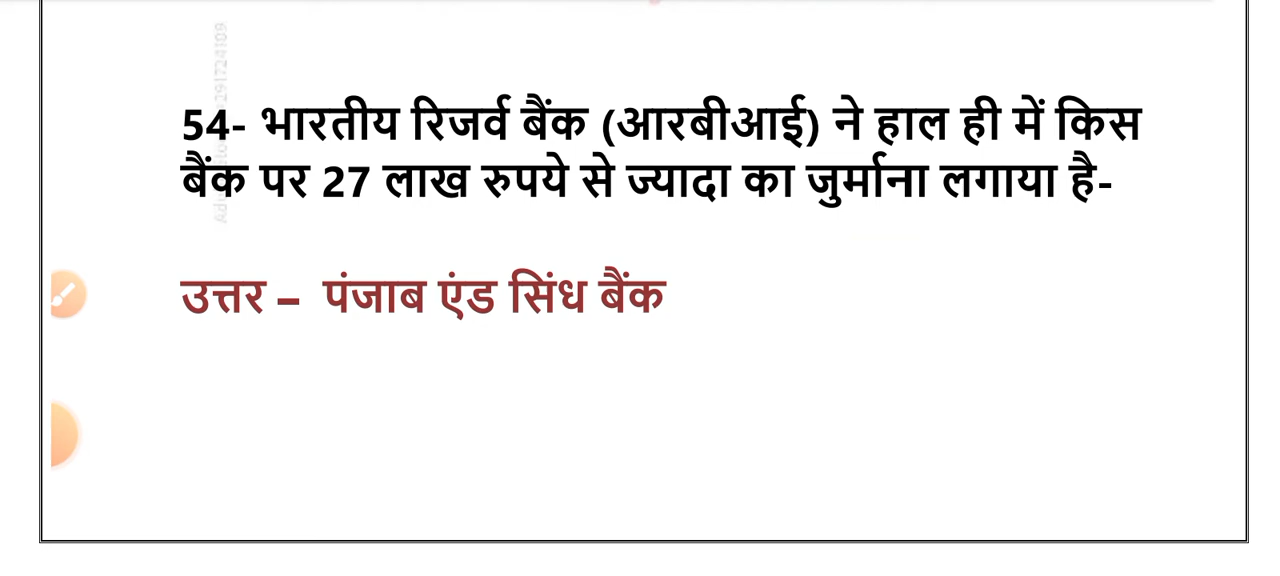 54- भारतीय रिजर्व बैंक (आरबीआई) ने हाल ही में किस
बैंक पर 27 लाख रुपये से ज्यादा का जुर्माना लगाया है-
उत्तर – पंजाब एंड सिंध बैंक